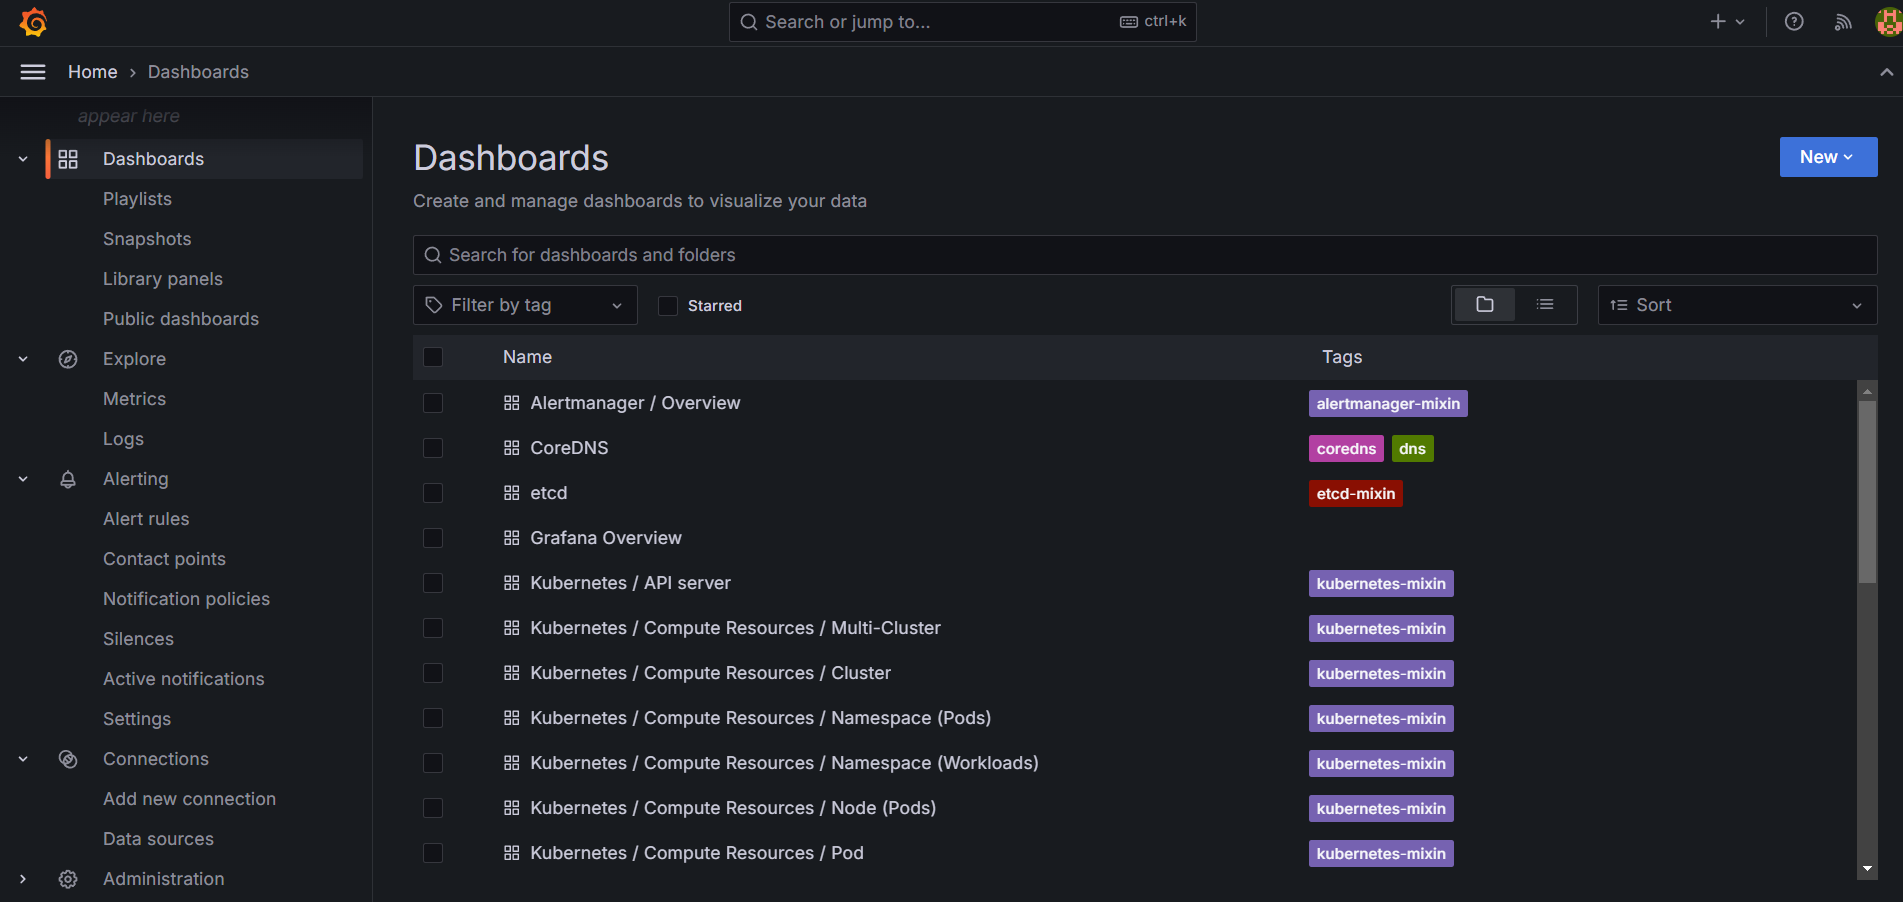 Search or jump to...
ctrl+k
Home › Dashboards
appear here
Dashboards
Playlists
Snapshots
Library panels
Public dashboards
Explore
Metrics
Logs
Alerting
Alert rules
Contact points
Notification policies
Silences
Active notifications
Settings
Connections
Add new connection
Data sources
Administration
Dashboards
New
Create and manage dashboards to visualize your data
Search for dashboards and folders
Filter by tag
Starred
Sort
Name Tags
Alertmanager / Overview alertmanager-mixin
CoreDNS coredns dns
etcd etcd-mixin
Grafana Overview
Kubernetes / API server kubernetes-mixin
Kubernetes / Compute Resources / Multi-Cluster kubernetes-mixin
Kubernetes / Compute Resources / Cluster kubernetes-mixin
Kubernetes / Compute Resources / Namespace (Pods) kubernetes-mixin
Kubernetes / Compute Resources / Namespace (Workloads) kubernetes-mixin
Kubernetes / Compute Resources / Node (Pods) kubernetes-mixin
Kubernetes / Compute Resources / Pod kubernetes-mixin